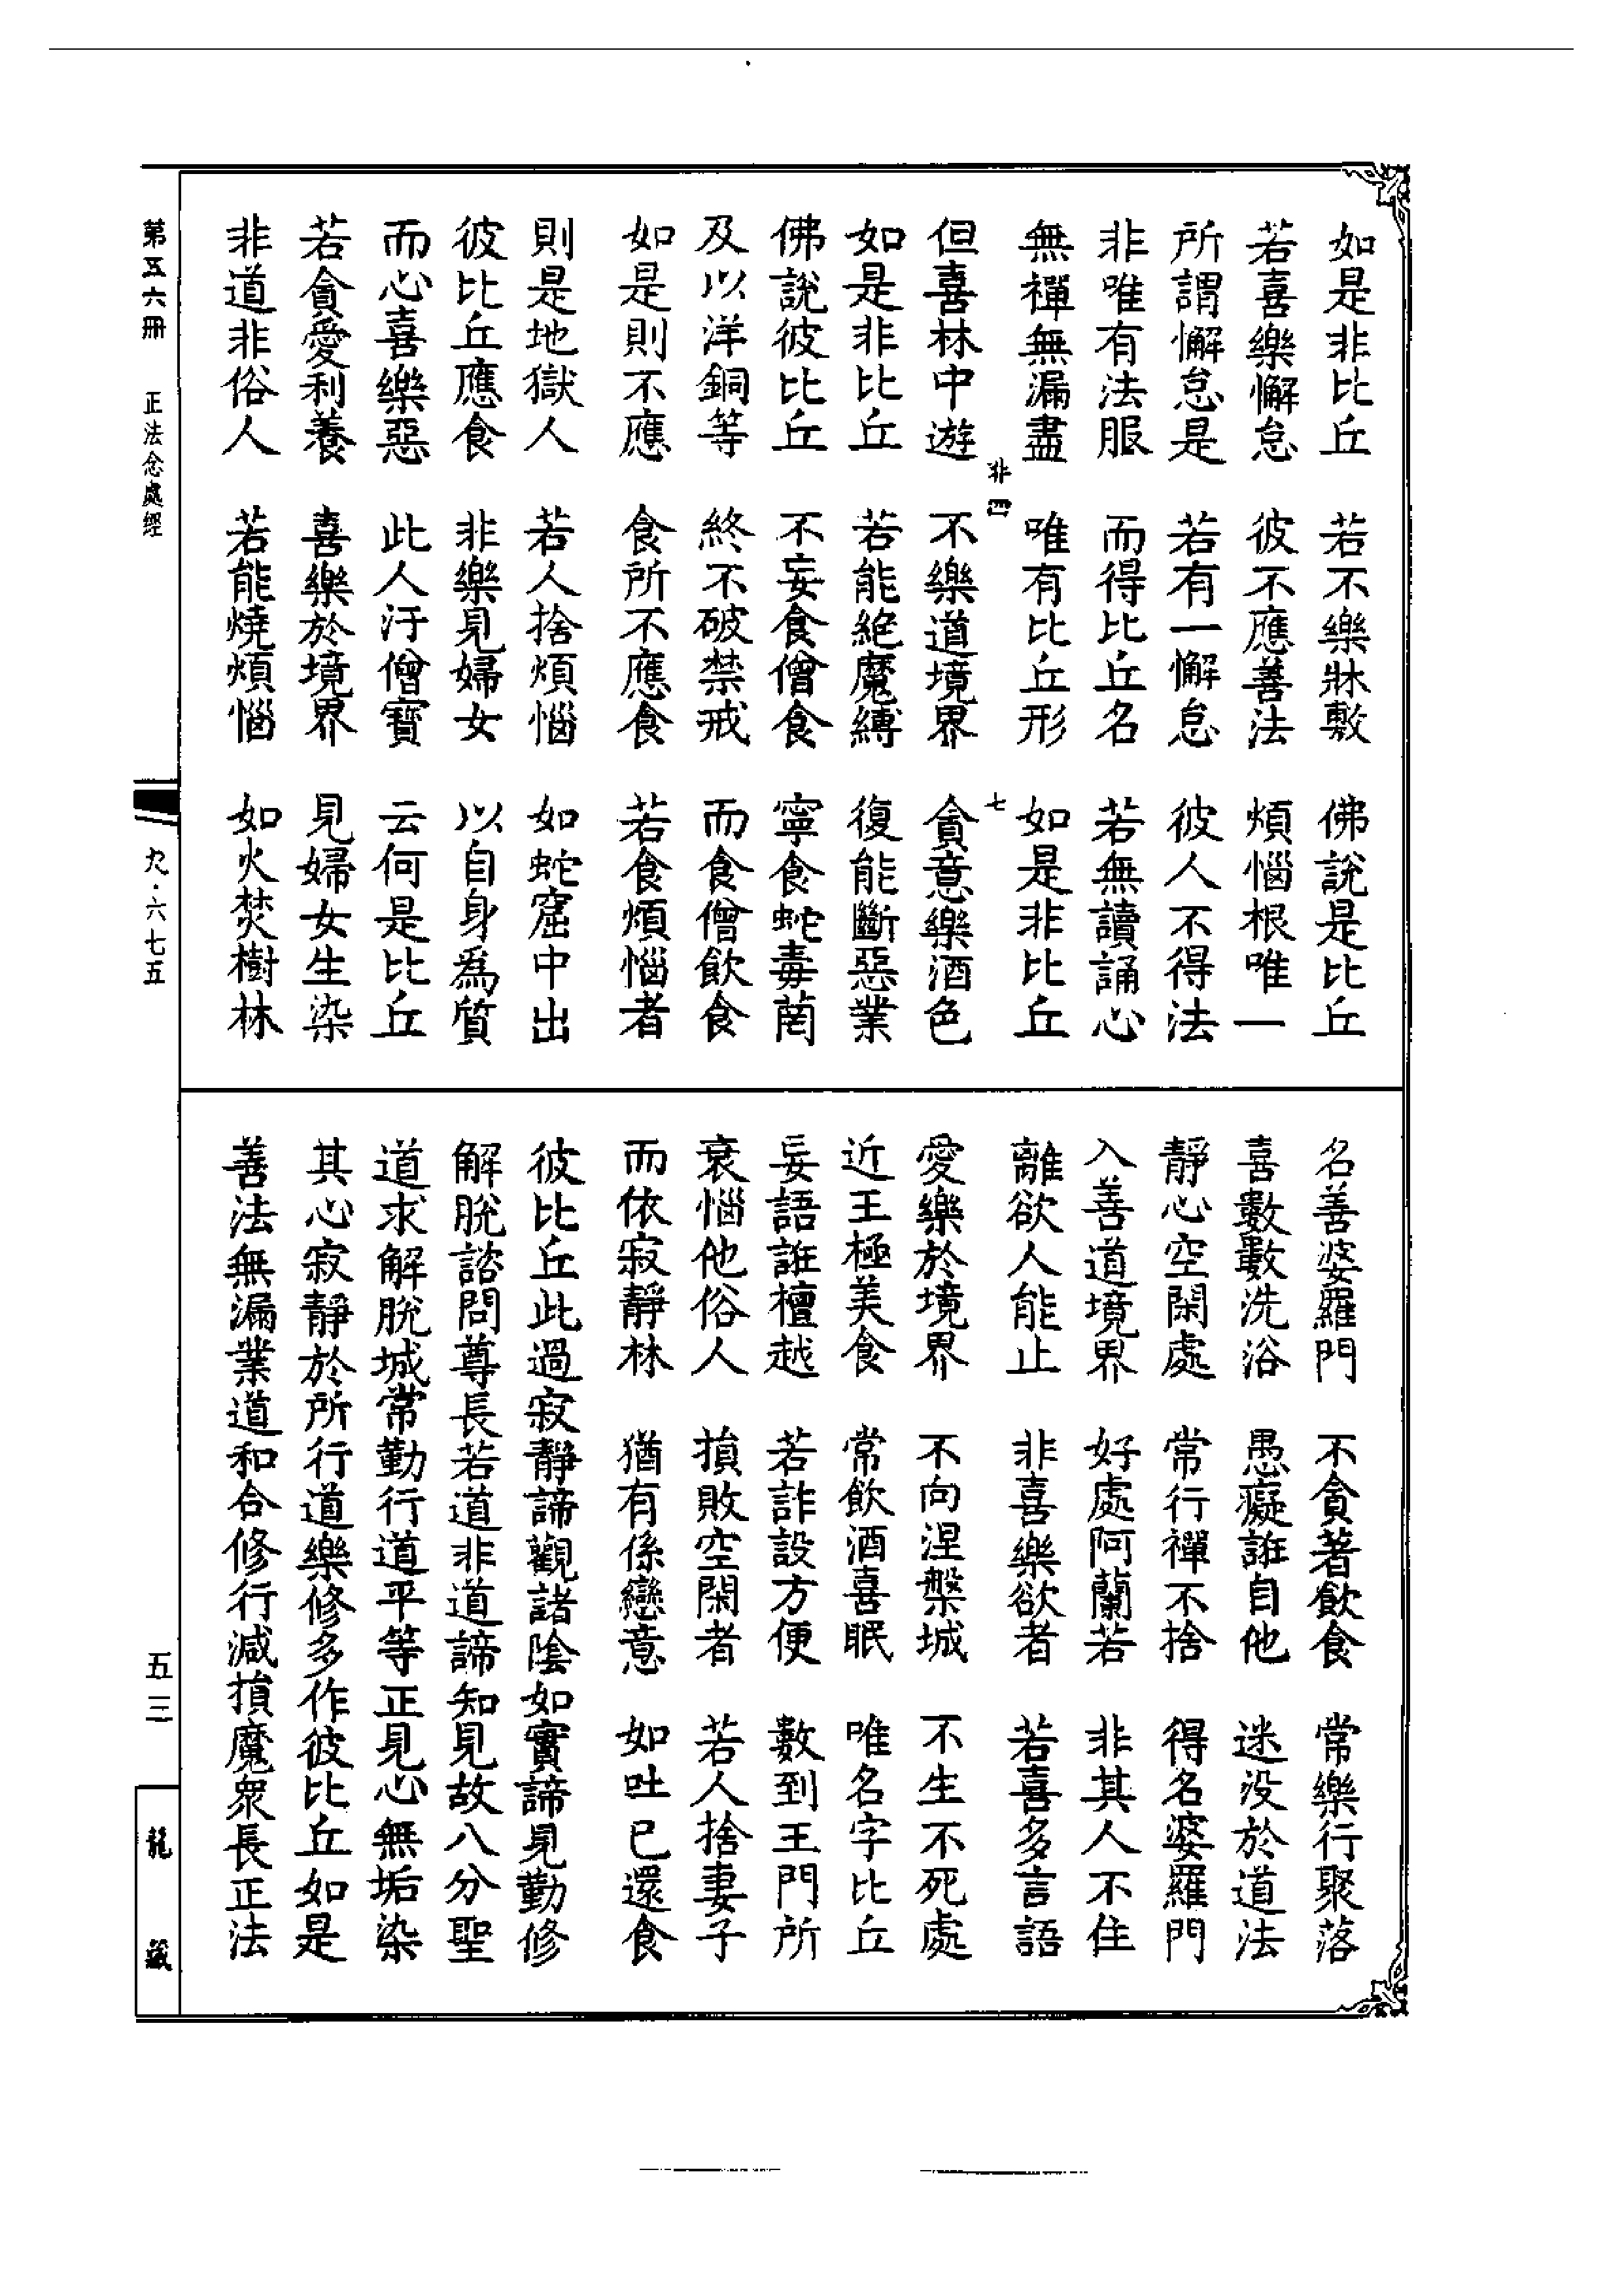 如是非比丘　若不樂牀敷　佛說是比丘
若喜樂懈怠　彼不應善法　煩惱根唯一
所謂懈怠是　若有一懈怠　彼人不得法
非唯有法服　而得比丘名　若無讀誦心
無禪無漏盡　唯有比丘形　如是非比丘
非四　七
但喜林中遊　不樂道境界　貪意樂酒色
如是非比丘　若能絶魔縛　復能斷惡業
佛說彼比丘　不妄食僧食　寧食蛇毒菵
及以洋銅等　終不破禁戒　而食僧飲食
如是則不應　食所不應食　若食煩惱者
則是地獄人　若人捨煩惱　如蛇窟中出
彼比丘應食　非樂見婦女　以自身爲質
而心喜樂惡　此人汙僧寶　云何是比丘
若貪愛利養　喜樂於境界　見婦女生染
非道非俗人　若能燒煩惱　如火焚樹林
名善婆羅門　不貪著飲食　常樂行聚落
喜數數洗浴　愚癡誑自他　迷没於道法
靜心空閑處　常行禪不捨　得名婆羅門
入善道境界　好處阿蘭若　非其人不住
離欲人能止　非喜樂欲者　若喜多言語
愛樂於境界　不向涅槃城　不生不死處
近王極美食　常飲酒喜眠　唯名字比丘
妄語誑檀越　若詐設方便　數到王門所
衰惱他俗人　損敗空閑者　若人捨妻子
而依寂靜林　猶有係戀意　如吐已還食
彼比丘此過寂靜諦觀諸陰如實諦見勤修
解脫諮問尊長若道非道諦知見故八分聖
道求解脫城常勤行道平等正見心無垢染
其心寂靜於所行道樂修多作彼比丘如是
善法無漏業道和合修行減損魔衆長正法
第五六冊　正法念處經　九·六七五　五三　龍藏